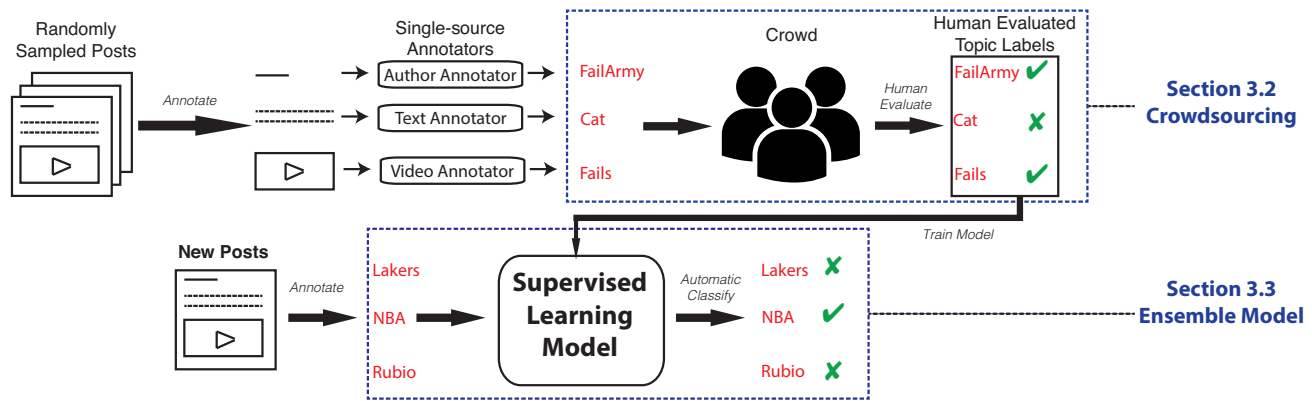 Randomly
Sampled Posts
Annotate
Single-source
Annotators
Author Annotator
Text Annotator
Video Annotator
FailArmy
Cat
Fails
Crowd
Human
Evaluate
Human Evaluated
Topic Labels
FailArmy ✔
Cat ✘
Fails ✔
Section 3.2
Crowdsourcing
Train Model
New Posts
Annotate
Lakers
NBA
Rubio
Supervised
Learning
Model
Automatic
Classify
Lakers ✘
NBA ✔
Rubio ✘
Section 3.3
Ensemble Model